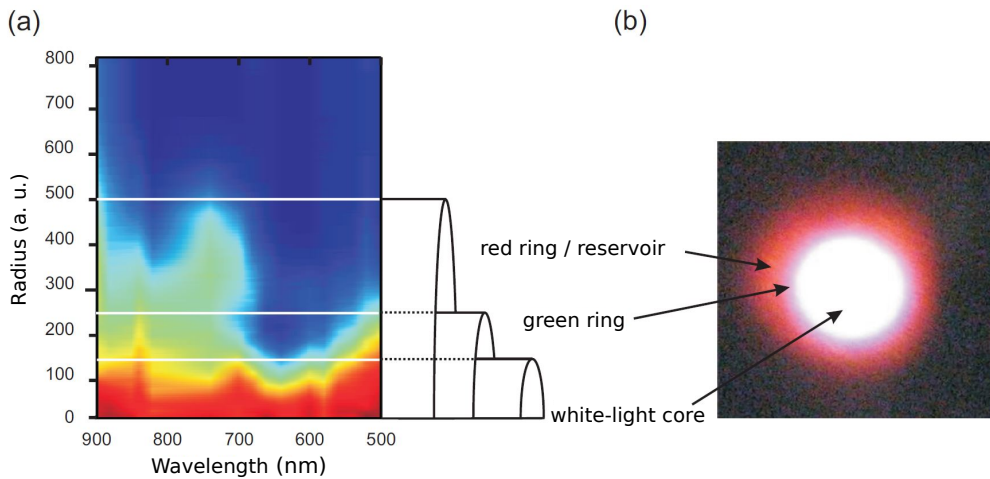 (a)
(b)
800
700
600
500
400
300
200
100
0
Radius (a. u.)
900
800
700
600
500
Wavelength (nm)
red ring / reservoir
green ring
white-light core